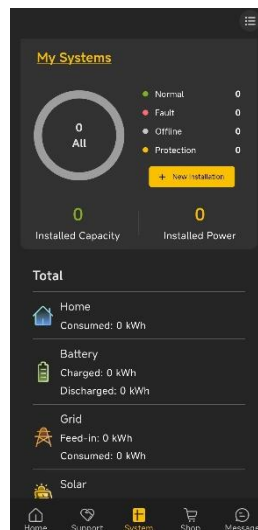 My Systems
Normal 0
Fault 0
Offline 0
Protection 0
0
All
+ New Installation
0 0
Installed Capacity Installed Power
Total
Home
Consumed: 0 kWh
Battery
Charged: 0 kWh
Discharged: 0 kWh
Grid
Feed-in: 0 kWh
Consumed: 0 kWh
Solar
Home Support System Shop Message